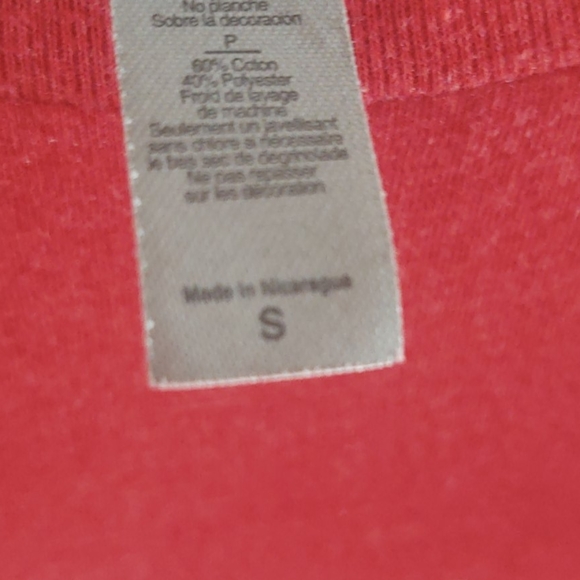 No planche
Sobre la decoración
P
60% Coton
40% Polyester
Froid de lavage
de machine
Seulement un javellisant
sans chlore si nécessaire
le bas sec de
Ne pas repasser
sur les décoration
Made in Nicaragua
S